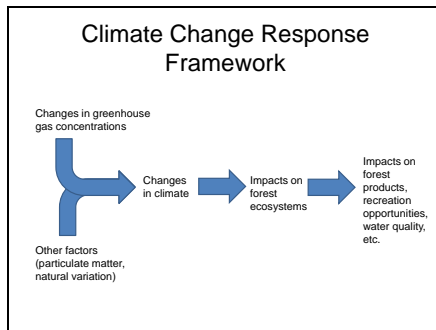 Climate Change Response
Framework
Changes in greenhouse
gas concentrations
Changes
in climate
Impacts on
forest
ecosystems
Impacts on
forest
products,
recreation
opportunities,
water quality,
etc.
Other factors
(particulate matter,
natural variation)